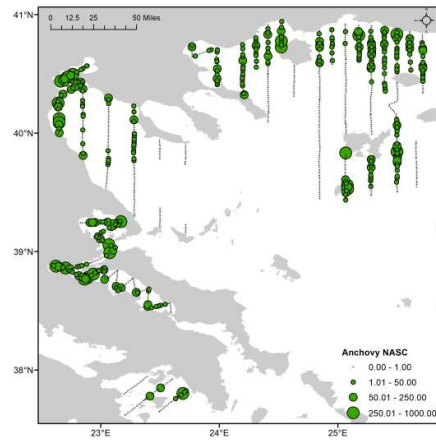 41°N
0 12.5 25 50 Miles
40°N
39°N
38°N
Anchovy NASC
0.00 - 1.00
1.01 - 50.00
50.01 - 250.00
250.01 - 1000.00
23°E 24°E 25°E